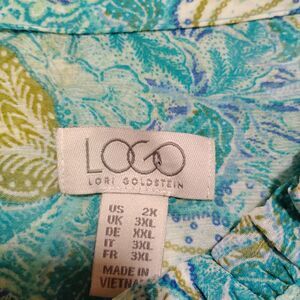 LOGO
LORI GOLDSTEIN
US 2X
UK 3XL
DE XXL
IT 3XL
FR 3XL
MADE IN
VIETNAM